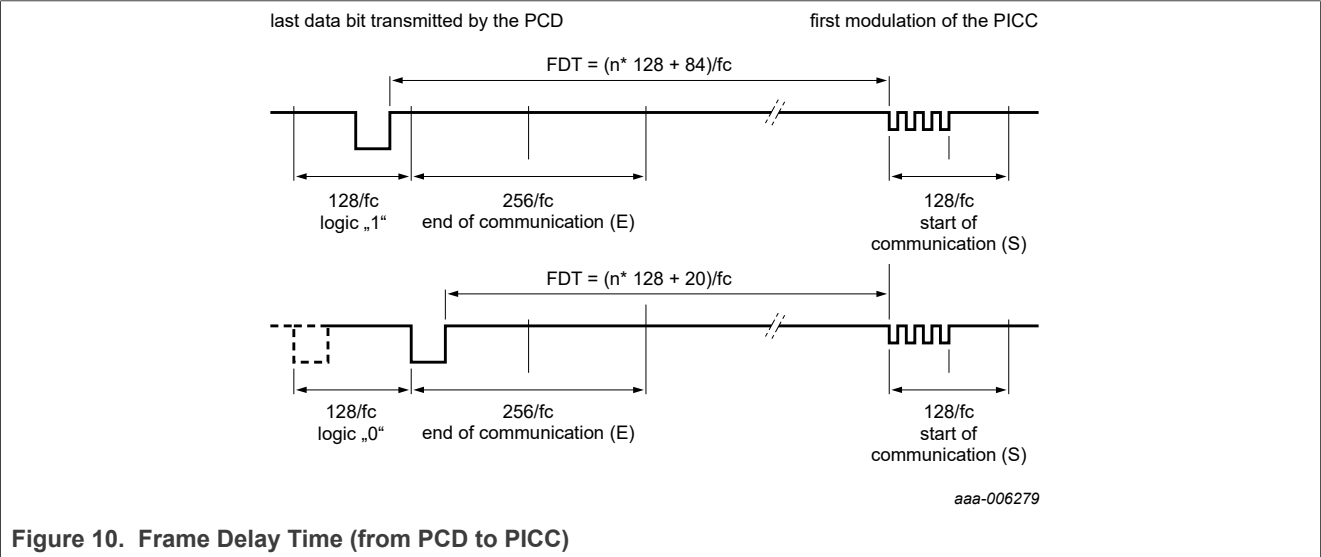 last data bit transmitted by the PCD
first modulation of the PICC
FDT = (n* 128 + 84)/fc
128/fc
logic „1“
256/fc
end of communication (E)
128/fc
start of
communication (S)
FDT = (n* 128 + 20)/fc
128/fc
logic „0“
256/fc
end of communication (E)
128/fc
start of
communication (S)
aaa-006279
Figure 10. Frame Delay Time (from PCD to PICC)